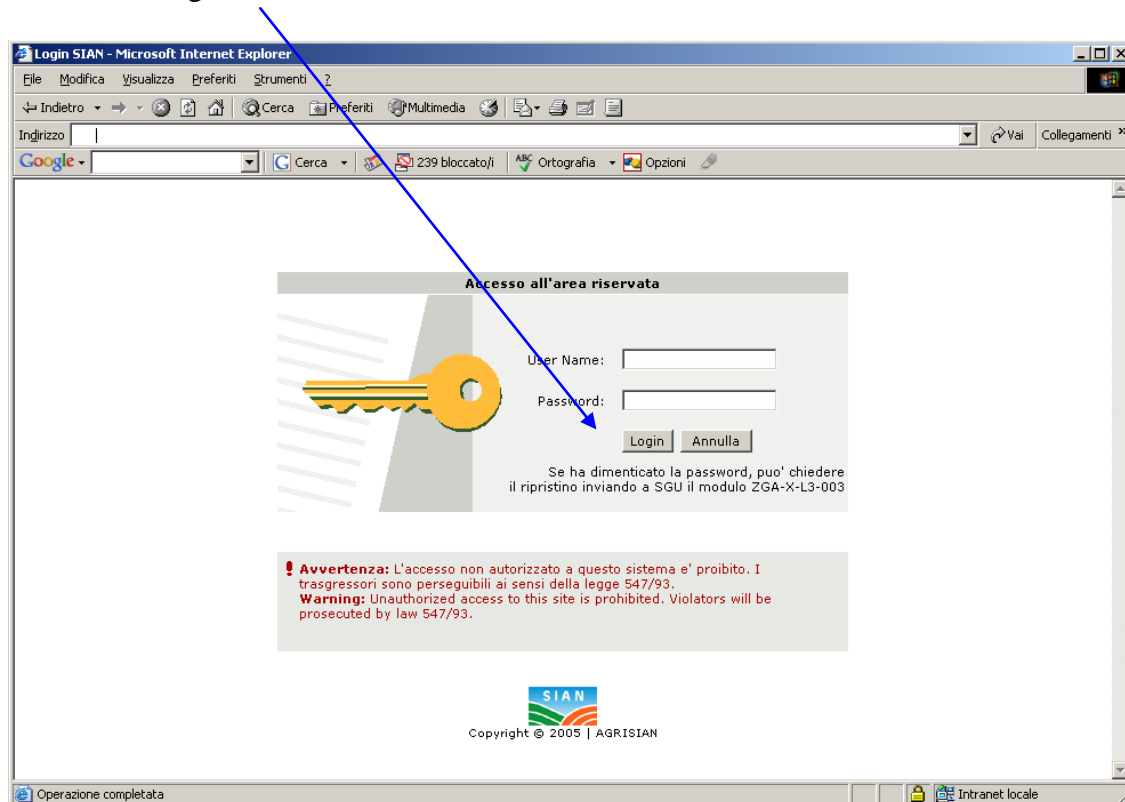 Login SIAN - Microsoft Internet Explorer
File Modifica Visualizza Preferiti Strumenti ?
Indietro Cerca Preferiti Multimedia
Indirizzo Vai Collegamenti »
Google Cerca 239 bloccato/i ABC Ortografia Opzioni
Accesso all'area riservata
User Name:
Password:
Login Annulla
Se ha dimenticato la password, puo' chiedere
il ripristino inviando a SGU il modulo ZGA-X-L3-003
Avvertenza: L'accesso non autorizzato a questo sistema e' proibito. I
trasgressori sono perseguibili ai sensi della legge 547/93.
Warning: Unauthorized access to this site is prohibited. Violators will be
prosecuted by law 547/93.
SIAN
Copyright © 2005 | AGRISIAN
Operazione completata Intranet locale